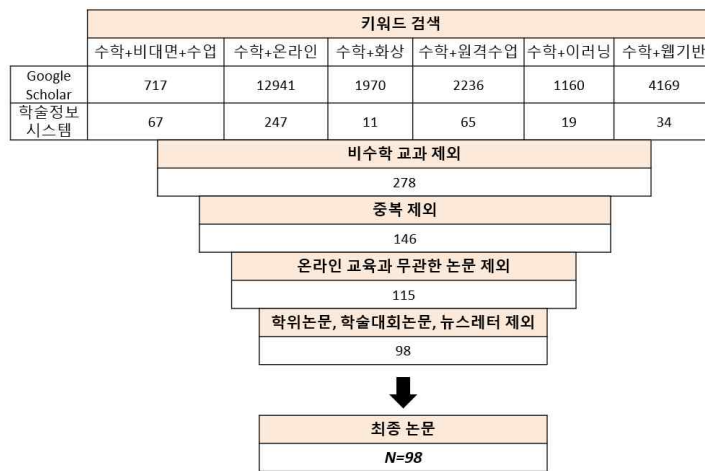 키워드 검색
수학+비대면+수업 수학+온라인 수학+화상 수학+원격수업 수학+이러닝 수학+웹기반
Google
Scholar
717 12941 1970 2236 1160 4169
학술정보
시스템
67 247 11 65 19 34
비수학 교과 제외
278
중복 제외
146
온라인 교육과 무관한 논문 제외
115
학위논문, 학술대회논문, 뉴스레터 제외
98
최종 논문
N=98